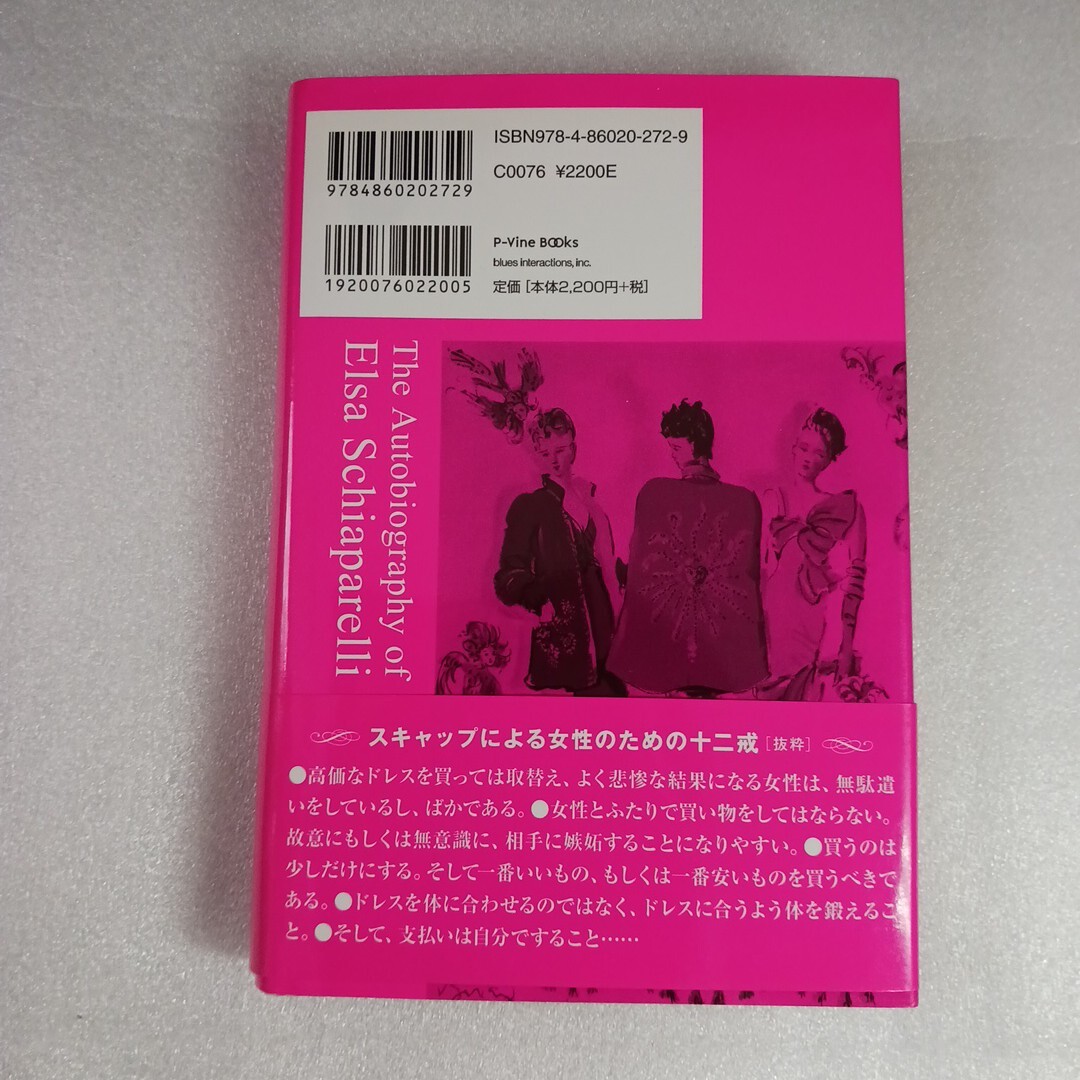 ISBN978-4-86020-272-9
C0076 ¥2200E
9784860202729
P-Vine BOOks
blues interactions, inc.
定価[本体2,200円+税]
1920076022005
The Autobiography of
Elsa Schiaparelli
スキャップによる女性のための十二戒[抜粋]
●高価なドレスを買っては取替え、よく悲惨な結果になる女性は、無駄遣
いをしているし、ばかである。●女性とふたりで買い物をしてはならない。
故意にもしくは無意識に、相手に嫉妬することになりやすい。●買うのは
少しだけにする。そして一番いいもの、もしくは一番安いものを買うべきで
ある。●ドレスを体に合わせるのではなく、ドレスに合うよう体を鍛えるこ
と。●そして、支払いは自分ですること……